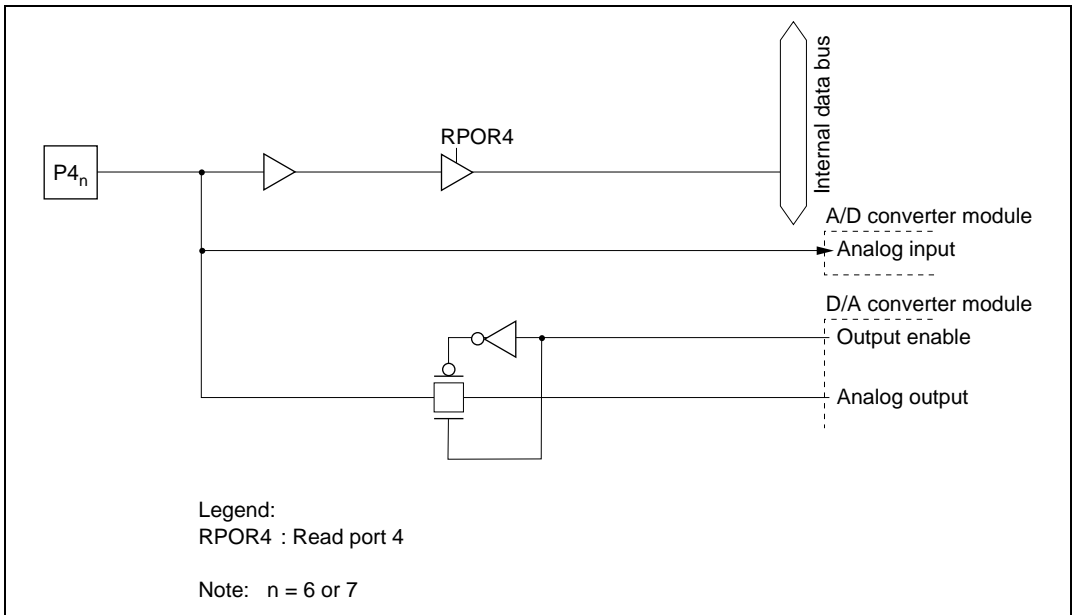 Internal data bus
RPOR4
P4n
A/D converter module
Analog input
D/A converter module
Output enable
Analog output
Legend:
RPOR4 : Read port 4
Note: n = 6 or 7